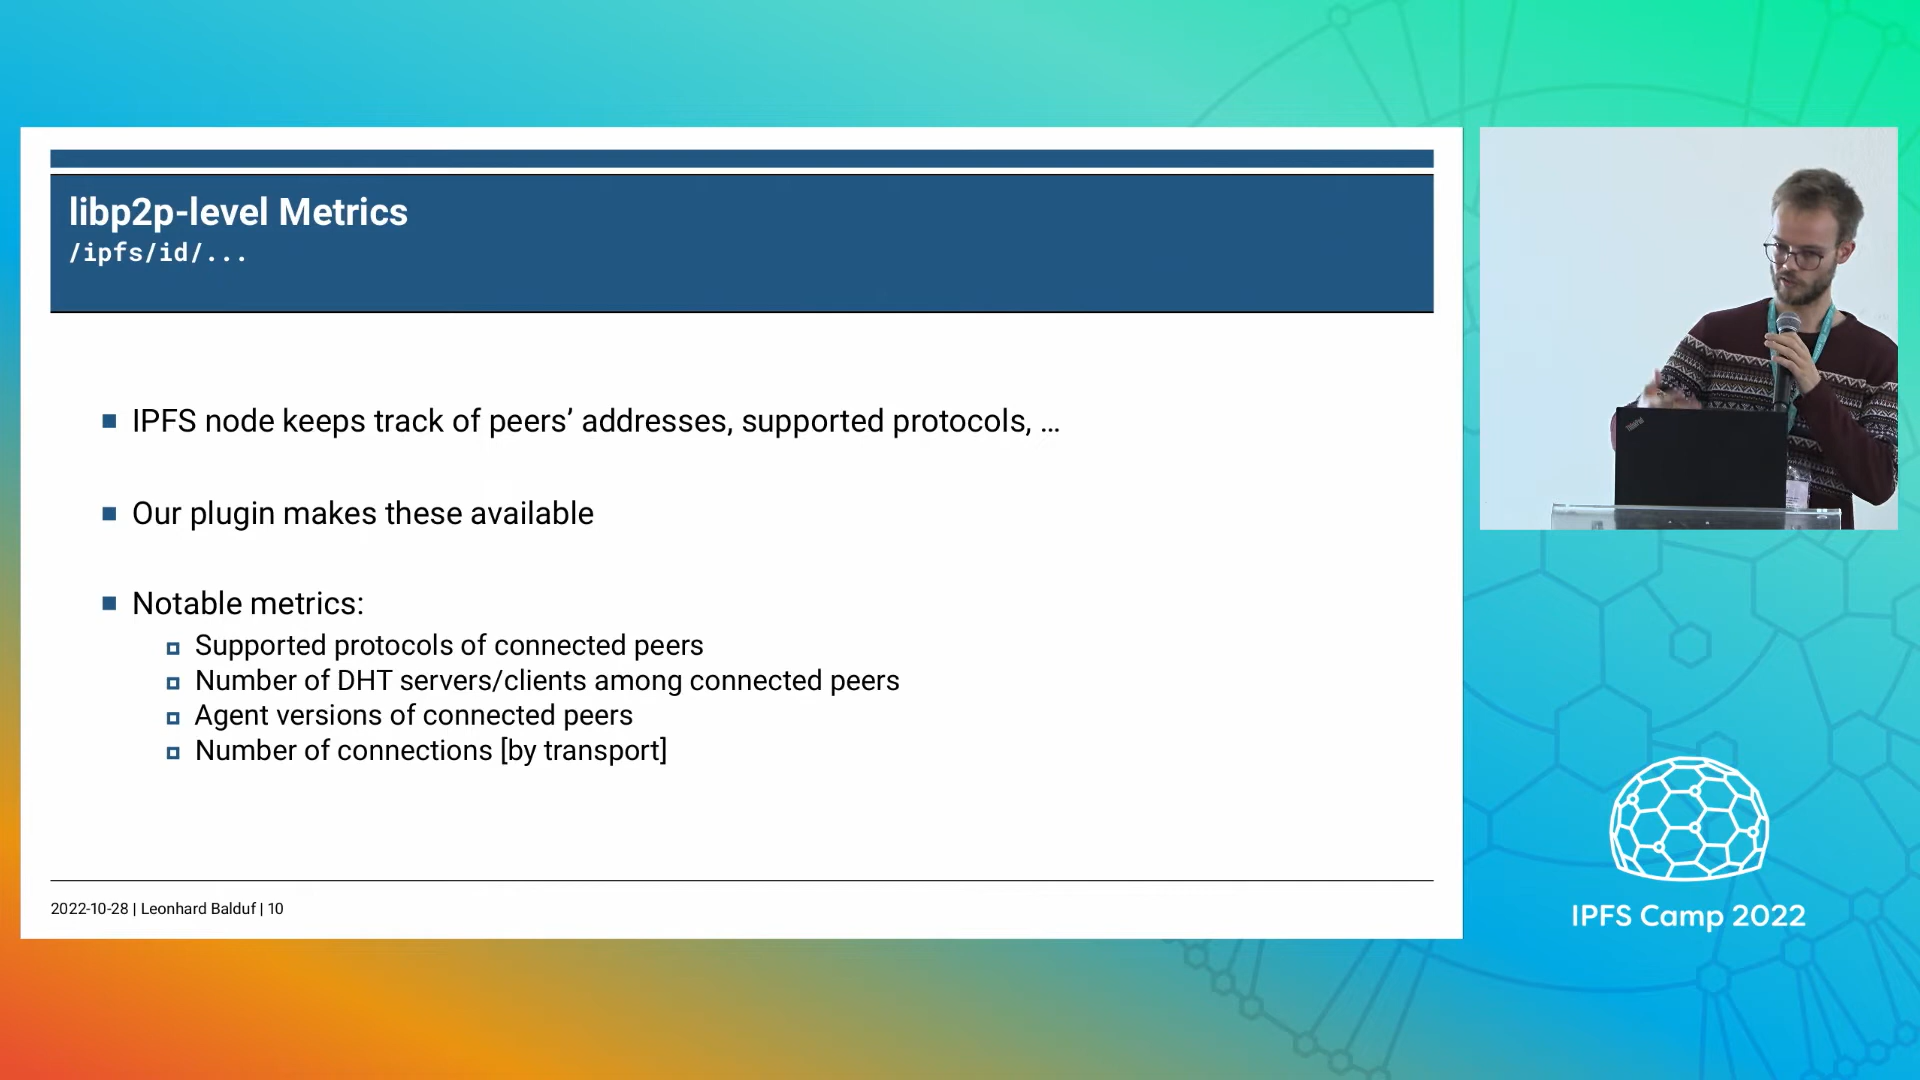 libp2p-level Metrics
/ipfs/id/...
IPFS node keeps track of peers’ addresses, supported protocols, …
Our plugin makes these available
Notable metrics:
Supported protocols of connected peers
Number of DHT servers/clients among connected peers
Agent versions of connected peers
Number of connections [by transport]
2022-10-28 | Leonhard Balduf | 10
ThinkPad
IPFS Camp 2022